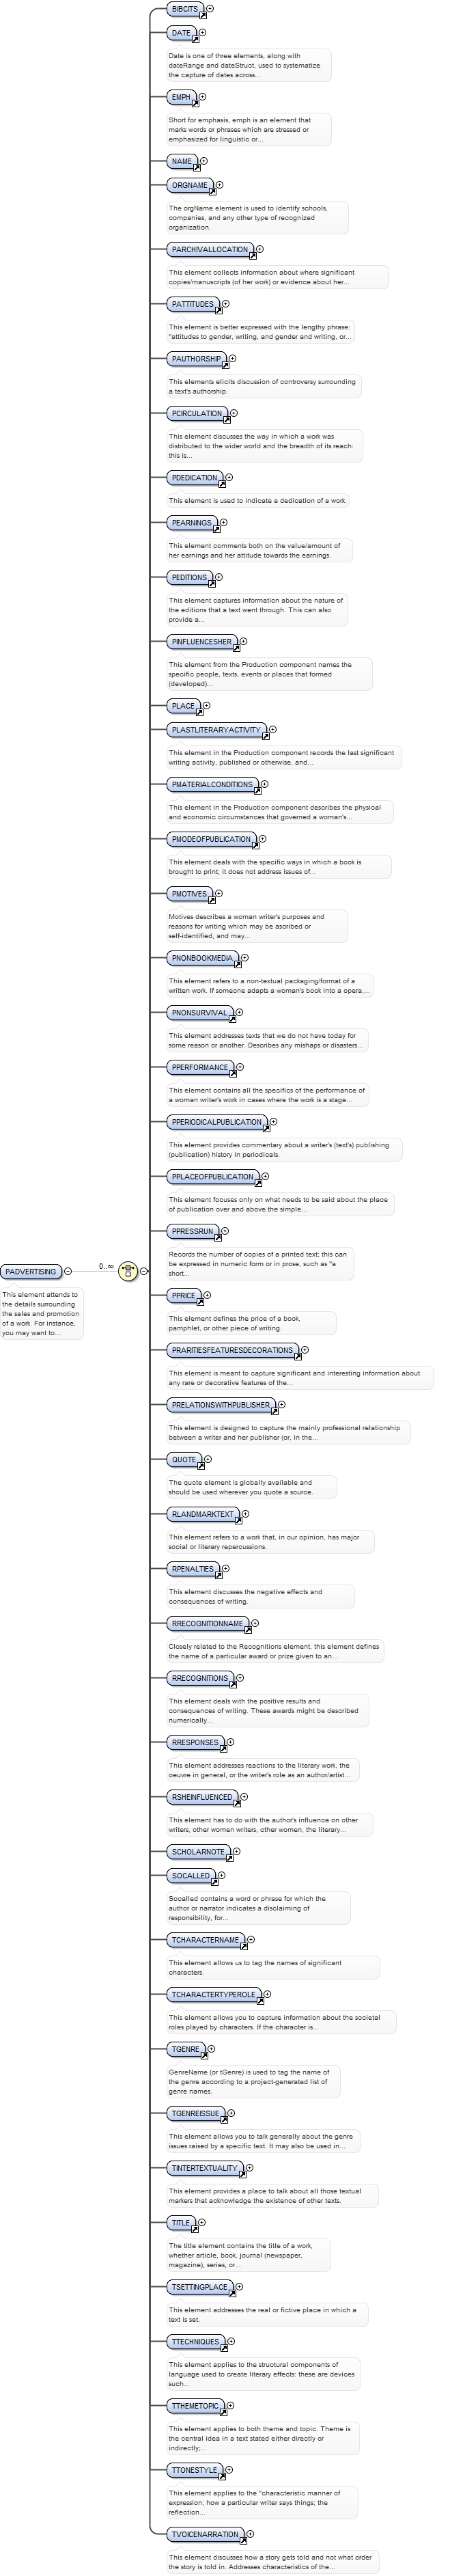 BIBCITS
DATE
Date is one of three elements, along with
dateRange and dateStruct, used to systematize
the capture of dates across...
EMPH
Short for emphasis, emph is an element that
marks words or phrases which are stressed or
emphasized for linguistic or...
NAME
ORGNAME
The orgName element is used to identify schools,
companies, and any other type of recognized
organization.
PARCHIVALLOCATION
This element collects information about where significant
copies/manuscripts (of her work) or evidence about her...
PATTITUDES
This element is better expressed with the lengthy phrase:
"attitudes to gender, writing, and gender and writing, or...
PAUTHORSHIP
This elements elicits discussion of controversy surrounding
a text's authorship.
PCIRCULATION
This element discusses the way in which a work was
distributed to the wider world and the breadth of its reach:
this is...
PDEDICATION
This element is used to indicate a dedication of a work.
PEARNINGS
This element comments both on the value/amount of
her earnings and her attitude towards the earnings.
PEDITIONS
This element captures information about the nature of
the editions that a text went through. This can also
provide a...
PINFLUENCESHER
This element from the Production component names the
specific people, texts, events or places that formed
(developed)...
PLACE
PLASTLITERARYACTIVITY
This element in the Production component records the last significant
writing activity, published or otherwise, and...
PMATERIALCONDITIONS
This element in the Production component describes the physical
and economic circumstances that governed a woman's...
PMODEOFPUBLICATION
This element deals with the specific ways in which a book is
brought to print; it does not address issues of...
PMOTIVES
Motives describes a woman writer's purposes and
reasons for writing which may be ascribed or
self-identified, and may...
PNONBOOKMEDIA
This element refers to a non-textual packaging/format of a
written work. If someone adapts a woman's book into a opera,...
PNONSURVIVAL
This element addresses texts that we do not have today for
some reason or another. Describes any mishaps or disasters...
PPERFORMANCE
This element contains all the specifics of the performance of
a woman writer's work in cases where the work is a stage...
PPERIODICALPUBLICATION
This element provides commentary about a writer's (text's) publishing
(publication) history in periodicals.
PPLACEOFPUBLICATION
This element focuses only on what needs to be said about the place
of publication over and above the simple...
PPRESSRUN
Records the number of copies of a printed text; this can
be expressed in numeric form or in prose, such as "a
short...
PADVERTISING
0..∞
This element attends to
the details surrounding
the sales and promotion
of a work. For instance,
you may want to...
PPRICE
This element defines the price of a book,
pamphlet, or other piece of writing.
PRARITIESFEATURESDECORATIONS
This element is meant to capture significant and interesting information about
any rare or decorative features of the...
PRELATIONSWITHPUBLISHER
This element is designed to capture the mainly professional relationship
between a writer and her publisher (or, in the...
QUOTE
The quote element is globally available and
should be used wherever you quote a source.
RLANDMARKTEXT
This element refers to a work that, in our opinion, has major
social or literary repercussions.
RPENALTIES
This element discusses the negative effects and
consequences of writing.
RRECOGNITIONNAME
Closely related to the Recognitions element, this element defines
the name of a particular award or prize given to an...
RRECOGNITIONS
This element deals with the positive results and
consequences of writing. These awards might be described
numerically...
RRESPONSES
This element addresses reactions to the literary work, the
oeuvre in general, or the writer's role as an author/artist...
RSHEINFLUENCED
This element has to do with the author's influence on other
writers, other women writers, other women, the literary...
SCHOLARNOTE
SOCALLED
Socalled contains a word or phrase for which the
author or narrator indicates a disclaiming of
responsibility, for...
TCHARACTERNAME
This element allows us to tag the names of significant
characters.
TCHARACTERTYPEROLE
This element allows you to capture information about the societal
roles played by characters. If the character is...
TGENRE
GenreName (or tGenre) is used to tag the name of
the genre according to a project-generated list of
genre names.
TGENREISSUE
This element allows you to talk generally about the genre
issues raised by a specific text. It may also be used in...
TINTERTEXTUALITY
This element provides a place to talk about all those textual
markers that acknowledge the existence of other texts.
TITLE
The title element contains the title of a work,
whether article, book, journal (newspaper,
magazine), series, or...
TSETTINGPLACE
This element addresses the real or fictive place in which a
text is set.
TTECHNIQUES
This element applies to the structural components of
language used to create literary effects: these are devices
such...
TTHEMETOPIC
This element applies to both theme and topic. Theme is
the central idea in a text stated either directly or
indirectly;...
TTONESTYLE
This element applies to the "characteristic manner of
expression; how a particular writer says things; the
reflection...
TVOICENARRATION
This element discusses how a story gets told and not what order
the story is told in. Addresses characteristics of the...